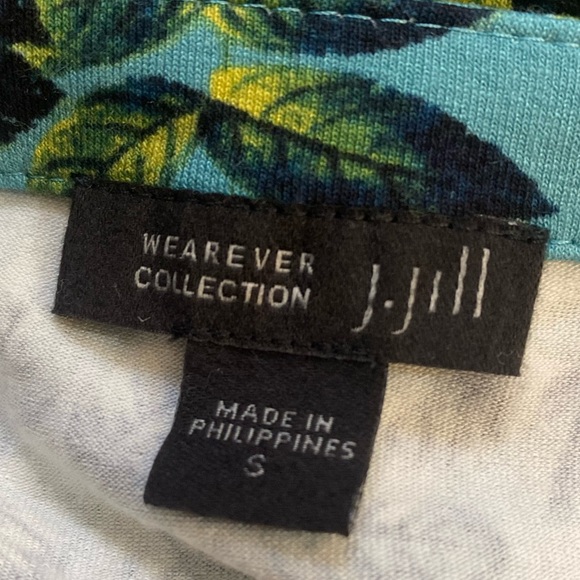 WEAREVER
COLLECTION
J.Jill
MADE IN
PHILIPPINES
S